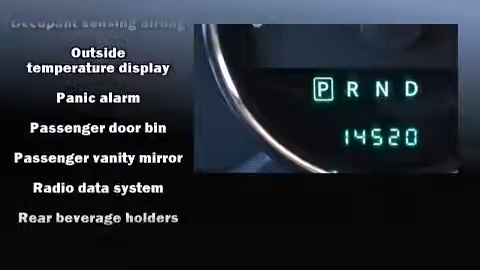 Occupant sensing airbag
Outside
temperature display
Panic alarm
Passenger door bin
Passenger vanity mirror
Radio data system
Rear beverage holders
P R N D
14520